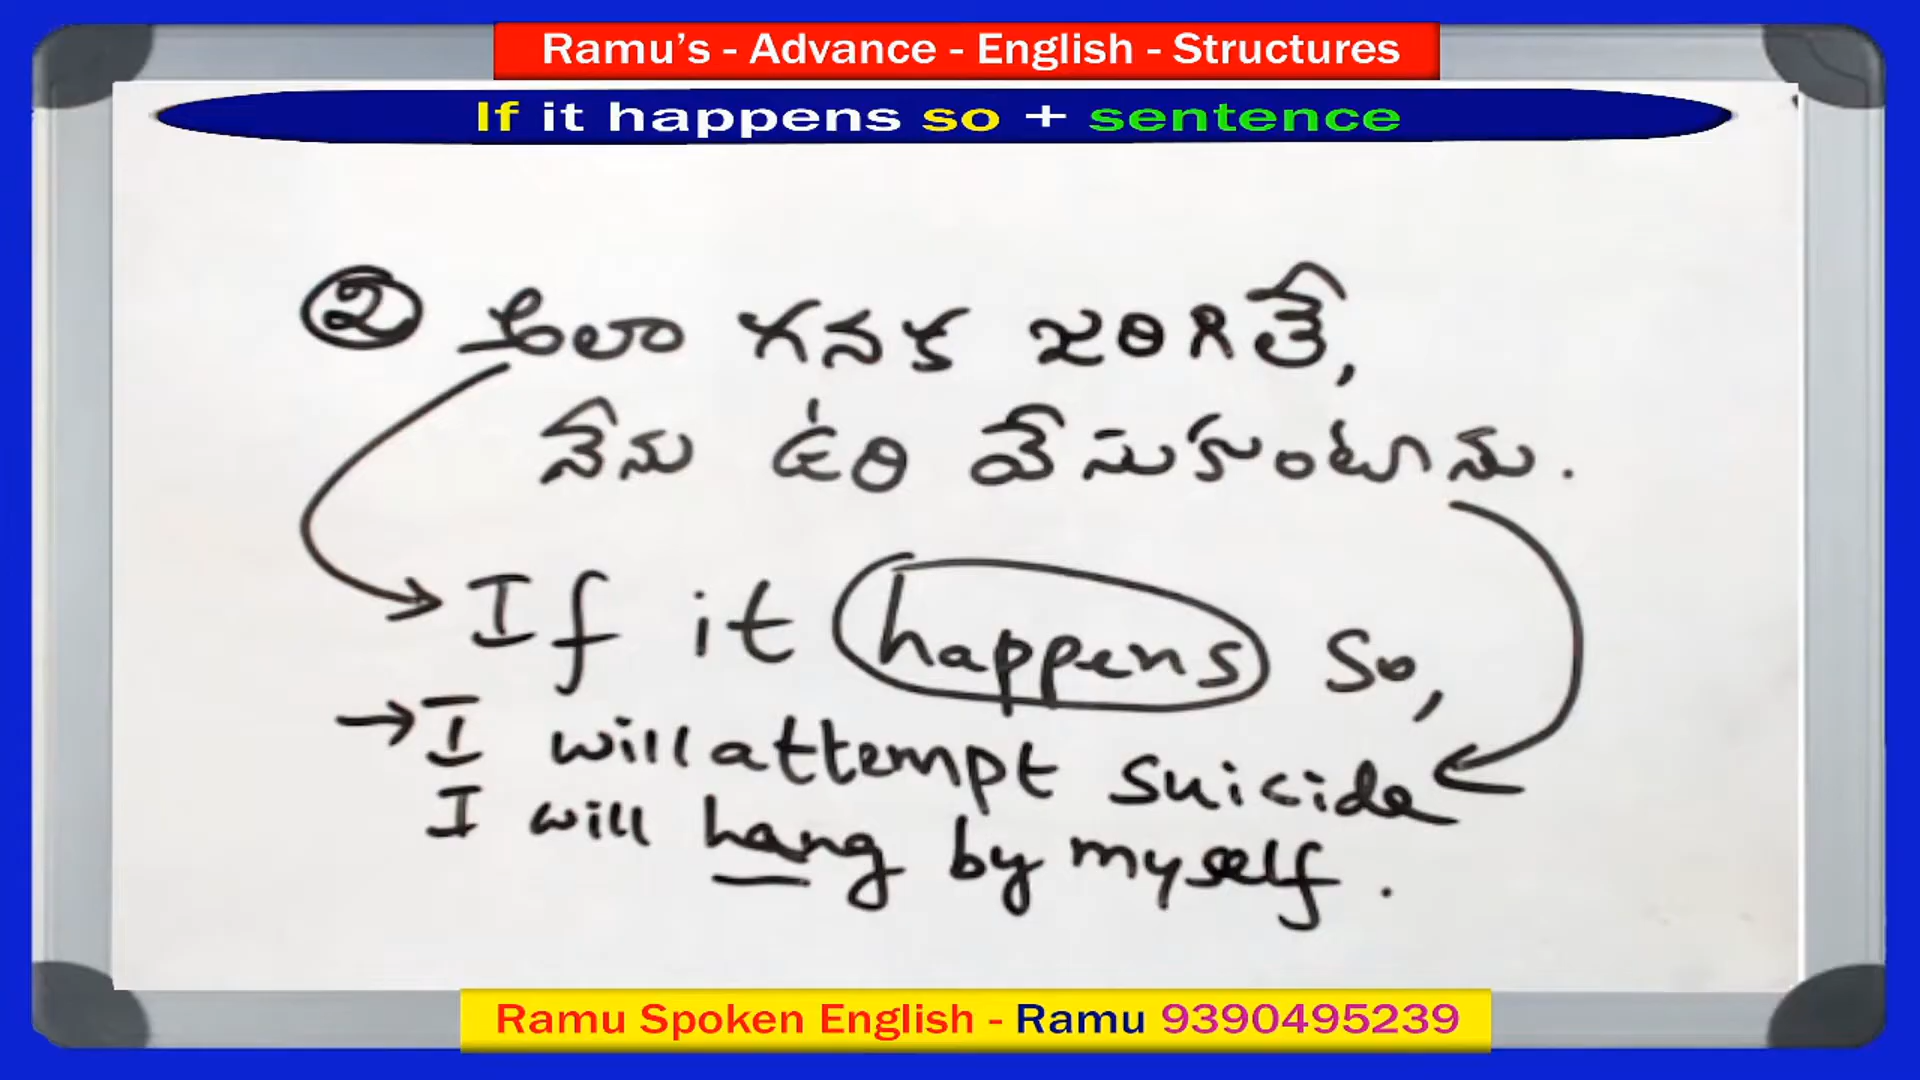 Ramu's - Advance - English - Structures
If it happens so + sentence
② అలా గనక జరిగితే,
నేను ఉరి వేసుకుంటాను.
If it happens so,
→ I will attempt suicide
I will hang by myself.
Ramu Spoken English - Ramu 9390495239